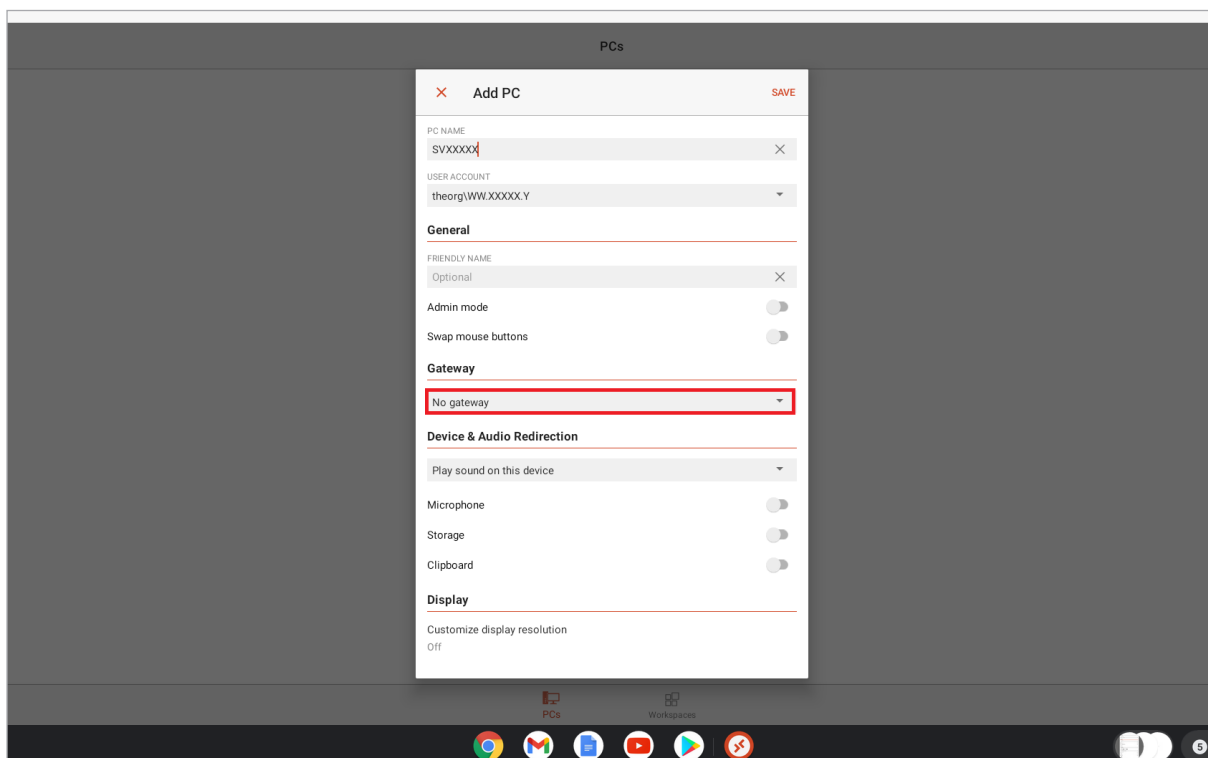 PCs
Add PC
SAVE
PC NAME
SVXXXXX
USER ACCOUNT
theorg\WW.XXXXX.Y
General
FRIENDLY NAME
Optional
Admin mode
Swap mouse buttons
Gateway
No gateway
Device & Audio Redirection
Play sound on this device
Microphone
Storage
Clipboard
Display
Customize display resolution
Off
PCs
Workspaces
5